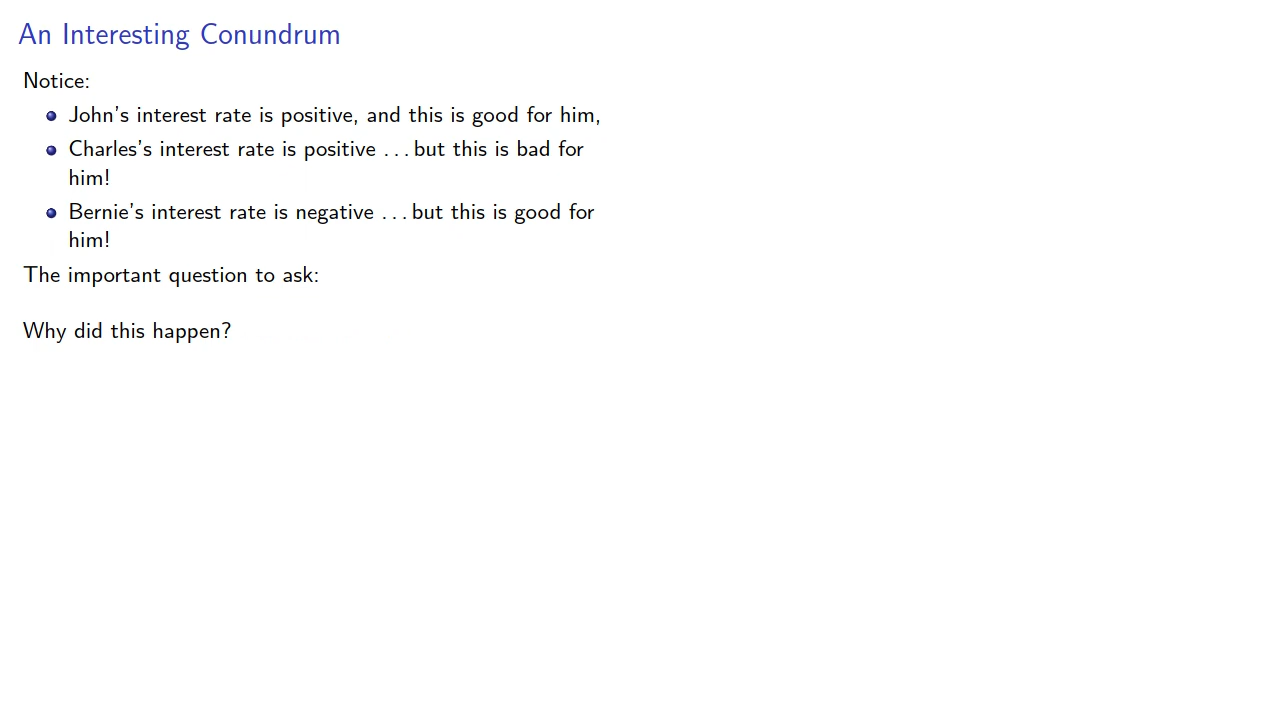 An Interesting Conundrum
Notice:
John's interest rate is positive, and this is good for him,
Charles's interest rate is positive ...but this is bad for
him!
Bernie's interest rate is negative ...but this is good for
him!
The important question to ask:
Why did this happen?